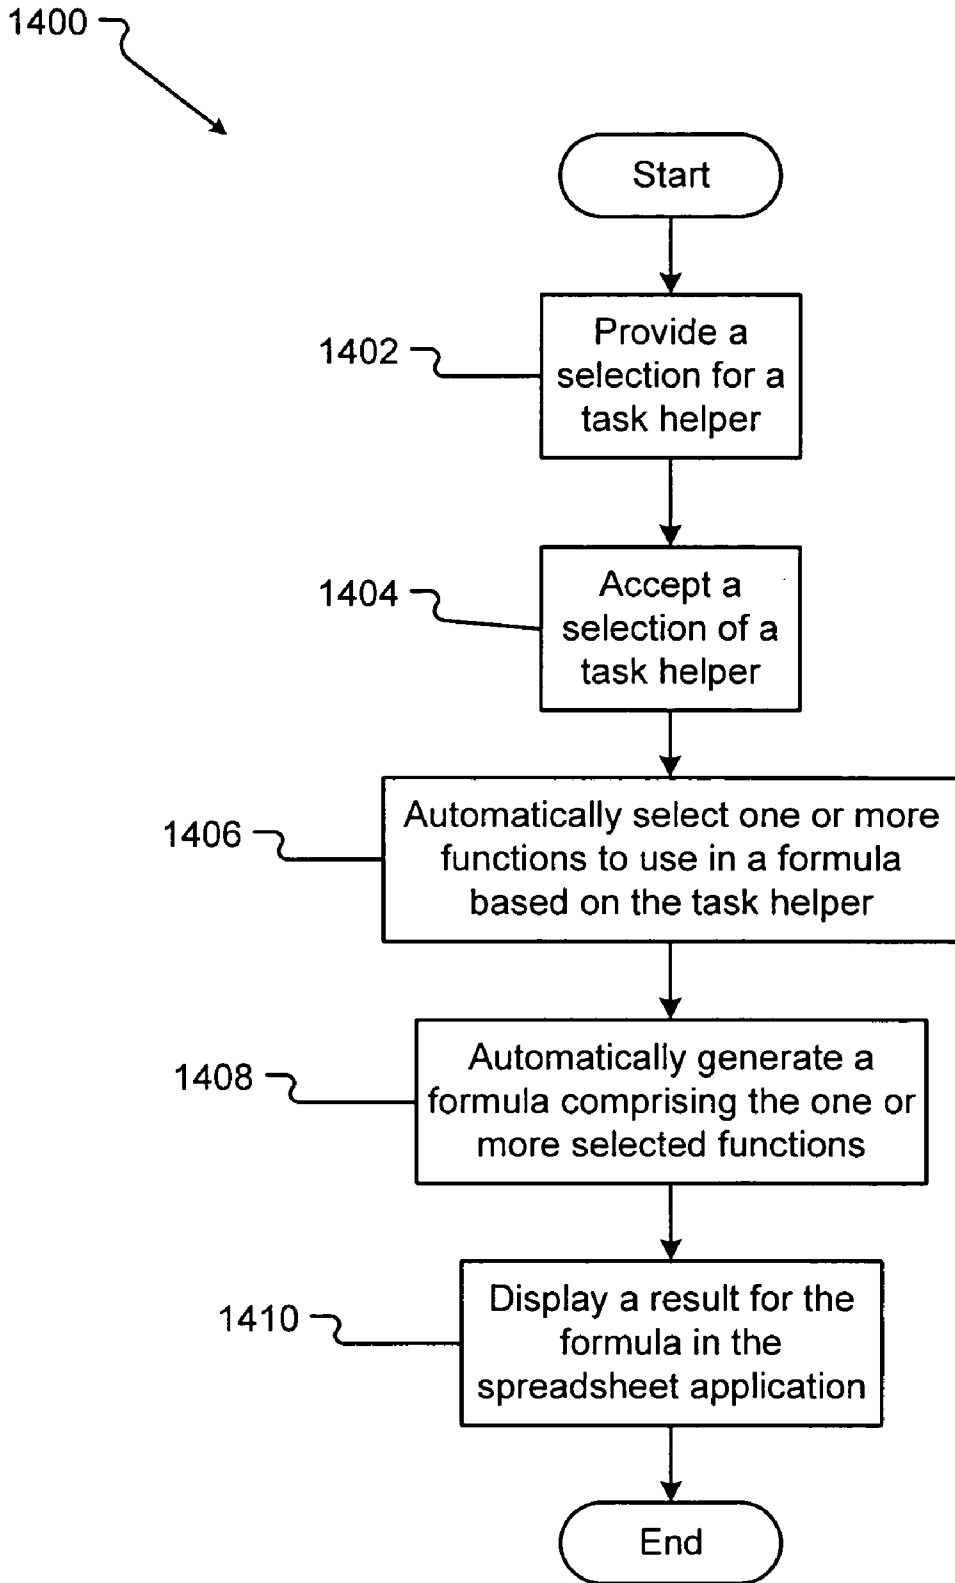 1400
Start
1402
Provide a
selection for a
task helper
1404
Accept a
selection of a
task helper
1406
Automatically select one or more
functions to use in a formula
based on the task helper
1408
Automatically generate a
formula comprising the one or
more selected functions
1410
Display a result for the
formula in the
spreadsheet application
End